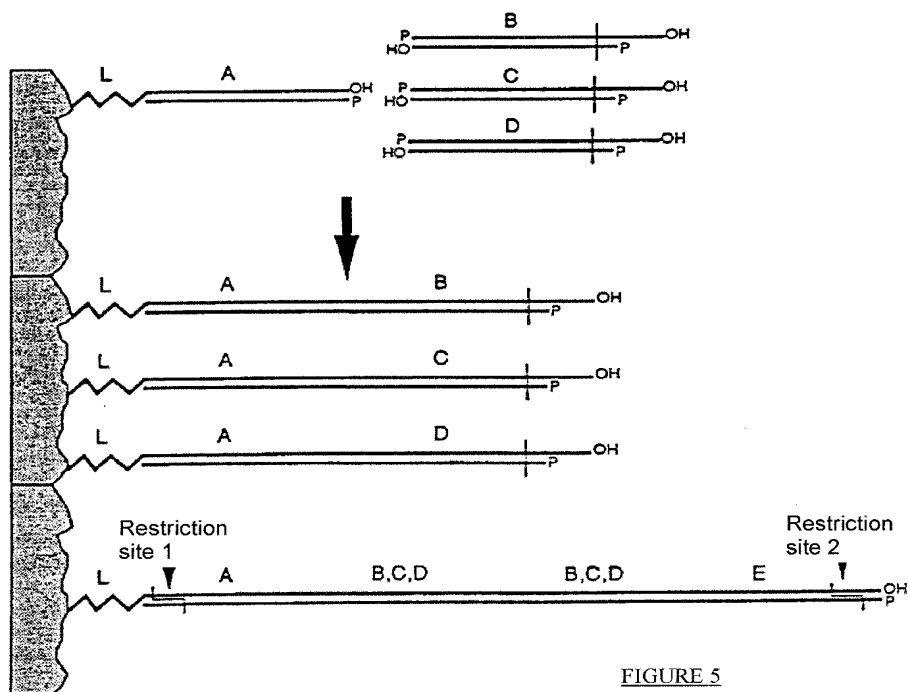 B
P
OH
HO
P
L
A
OH
P
C
P
OH
HO
P
D
P
OH
HO
P
L
A
B
OH
P
L
A
C
OH
P
L
A
D
OH
P
Restriction
site 1
Restriction
site 2
L
A
B,C,D
B,C,D
E
OH
P
FIGURE 5